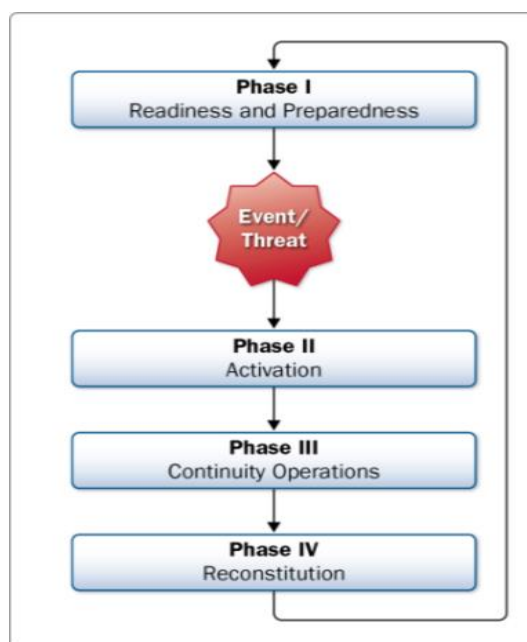 Phase I
Readiness and Preparedness
Event/
Threat
Phase II
Activation
Phase III
Continuity Operations
Phase IV
Reconstitution